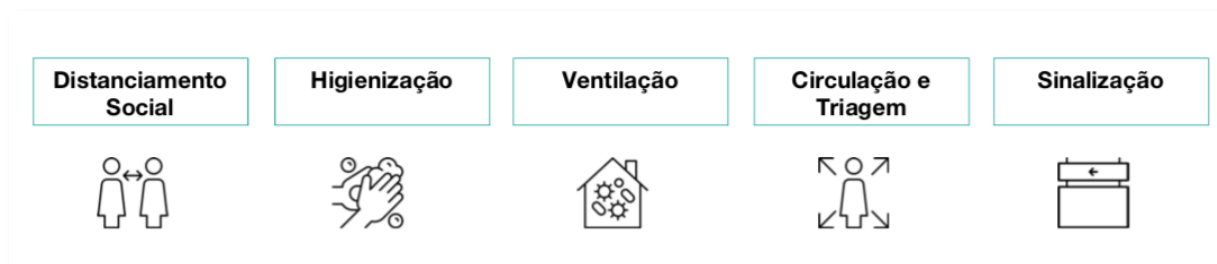 Distanciamento
Social
Higienização
Ventilação
Circulação e
Triagem
Sinalização